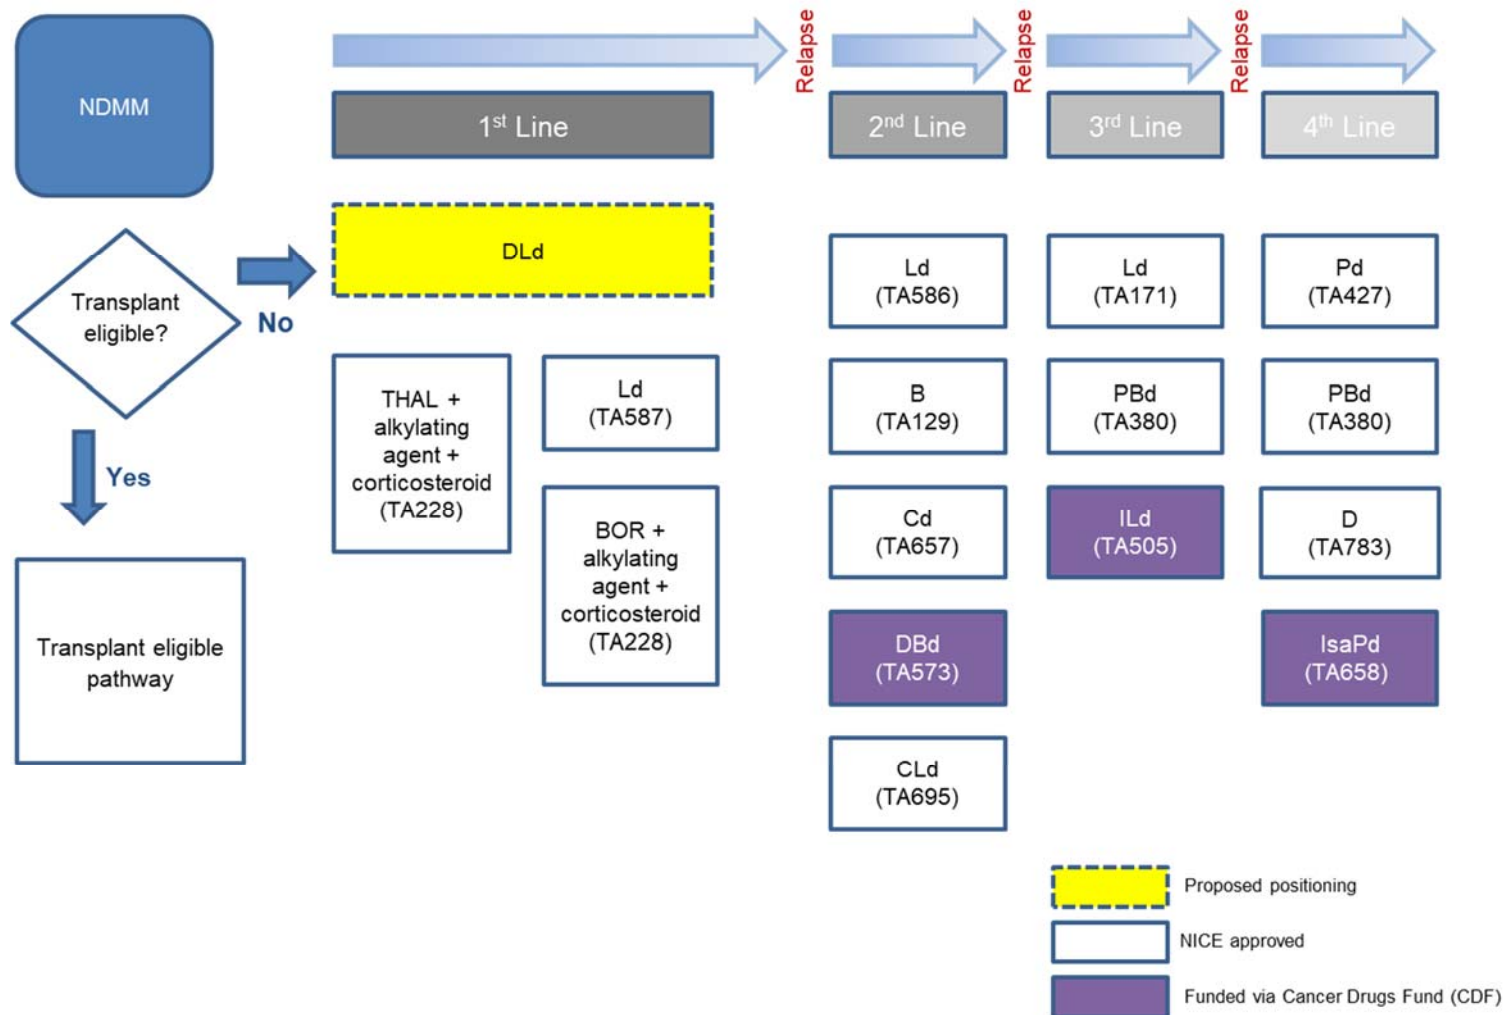 NDMM
Relapse
Relapse
Relapse
1st Line
2nd Line
3rd Line
4th Line
Transplant
eligible?
No
Yes
Transplant eligible
pathway
DLd
THAL +
alkylating
agent +
corticosteroid
(TA228)
Ld
(TA587)
BOR +
alkylating
agent +
corticosteroid
(TA228)
Ld
(TA586)
B
(TA129)
Cd
(TA657)
DBd
(TA573)
CLd
(TA695)
Ld
(TA171)
PBd
(TA380)
ILd
(TA505)
Pd
(TA427)
PBd
(TA380)
D
(TA783)
IsaPd
(TA658)
Proposed positioning
NICE approved
Funded via Cancer Drugs Fund (CDF)